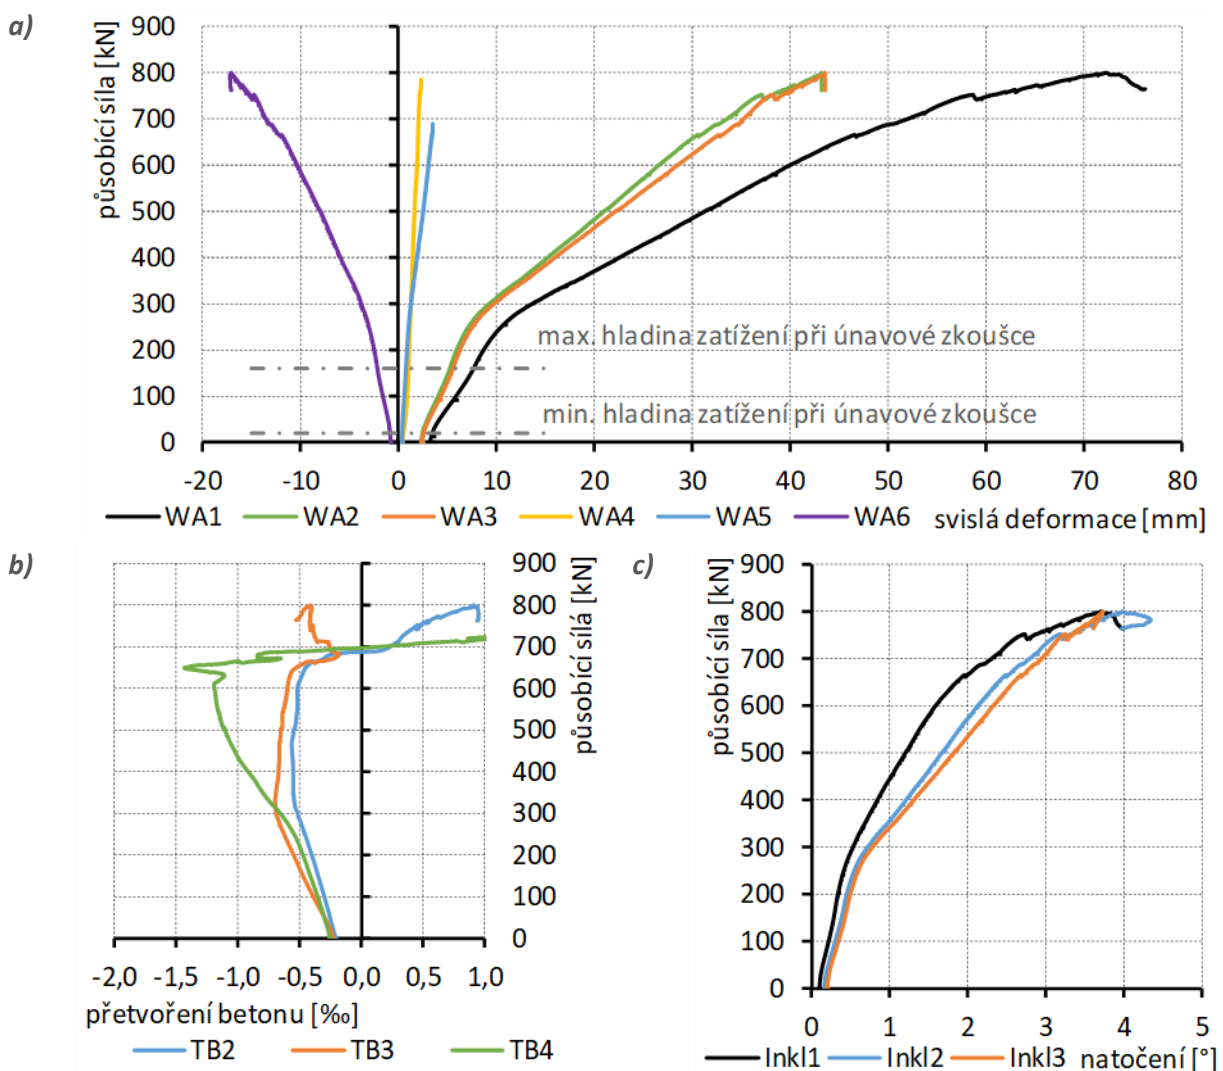 a)
působící síla [kN]
900
800
700
600
500
400
300
200
100
0
max. hladina zatížení při únavové zkoušce
min. hladina zatížení při únavové zkoušce
-20 -10 0 10 20 30 40 50 60 70 80
WA1 WA2 WA3 WA4 WA5 WA6 svislá deformace [mm]
b)
900
800
700
600
500
400
300
200
100
0
působící sílá [kN]
-2,0 -1,5 -1,0 -0,5 0,0 0,5 1,0
přetvoření betonu [‰]
TB2 TB3 TB4
c)
působící síla [kN]
900
800
700
600
500
400
300
200
100
0
0 1 2 3 4 5
Inkl1 Inkl2 Inkl3 natočení [°]